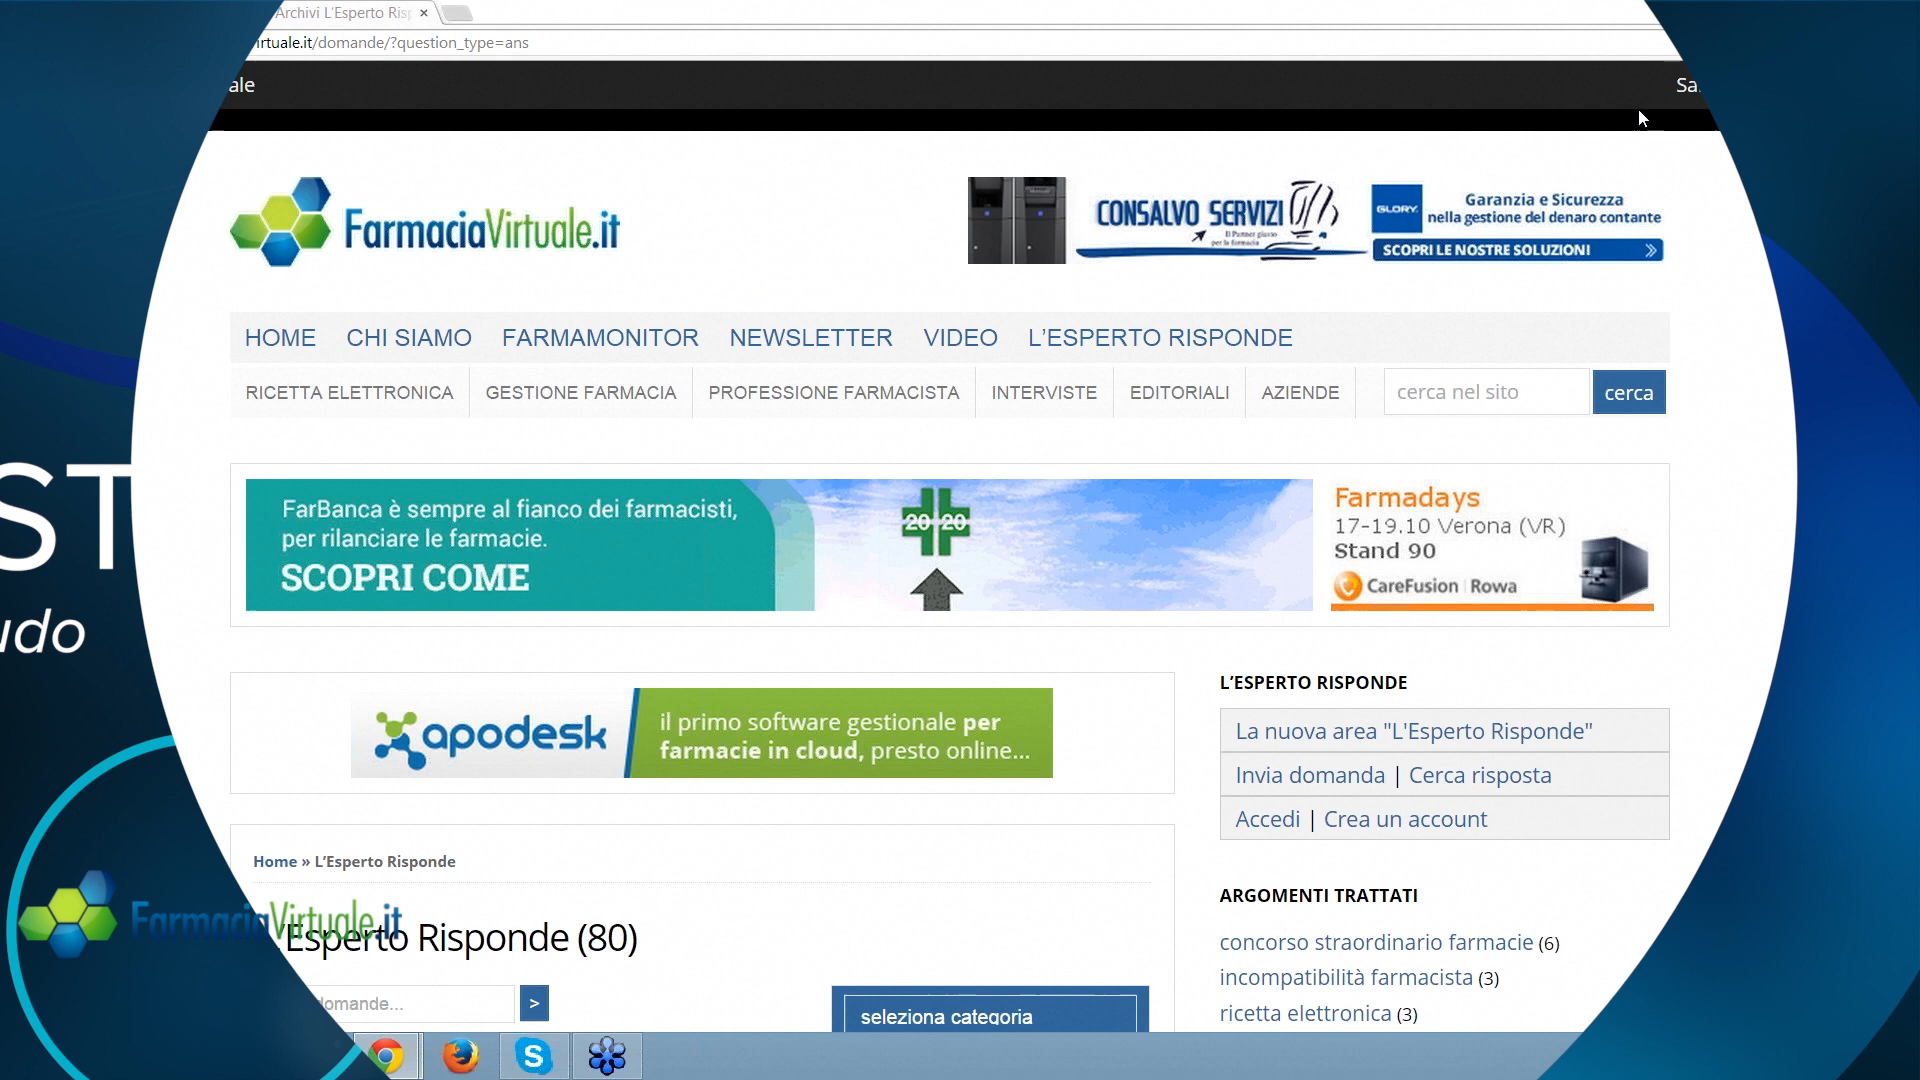 Archivi L'Esperto Risp
irtuale.it/domande/?question_type=ans
ale
FarmaciaVirtuale.it
CONSALVO SERVIZI
Il Partner giusto
per la farmacia
GLORY
Garanzia e Sicurezza
nella gestione del denaro contante
SCOPRI LE NOSTRE SOLUZIONI
HOME CHI SIAMO FARMAMONITOR NEWSLETTER VIDEO L'ESPERTO RISPONDE
RICETTA ELETTRONICA GESTIONE FARMACIA PROFESSIONE FARMACISTA INTERVISTE EDITORIALI AZIENDE cerca nel sito cerca
FarBanca è sempre al fianco dei farmacisti,
per rilanciare le farmacie.
SCOPRI COME
20 20
Farmadays
17-19.10 Verona (VR)
Stand 90
CareFusion | Rowa
ST
udo
apodesk
il primo software gestionale per
farmacie in cloud, presto online...
L'ESPERTO RISPONDE
La nuova area "L'Esperto Risponde"
Invia domanda | Cerca risposta
Accedi | Crea un account
Home » L'Esperto Risponde
'Esperto Risponde (80)
domande... >
seleziona categoria
ARGOMENTI TRATTATI
concorso straordinario farmacie (6)
incompatibilità farmacista (3)
ricetta elettronica (3)
FarmaciaVirtuale.it